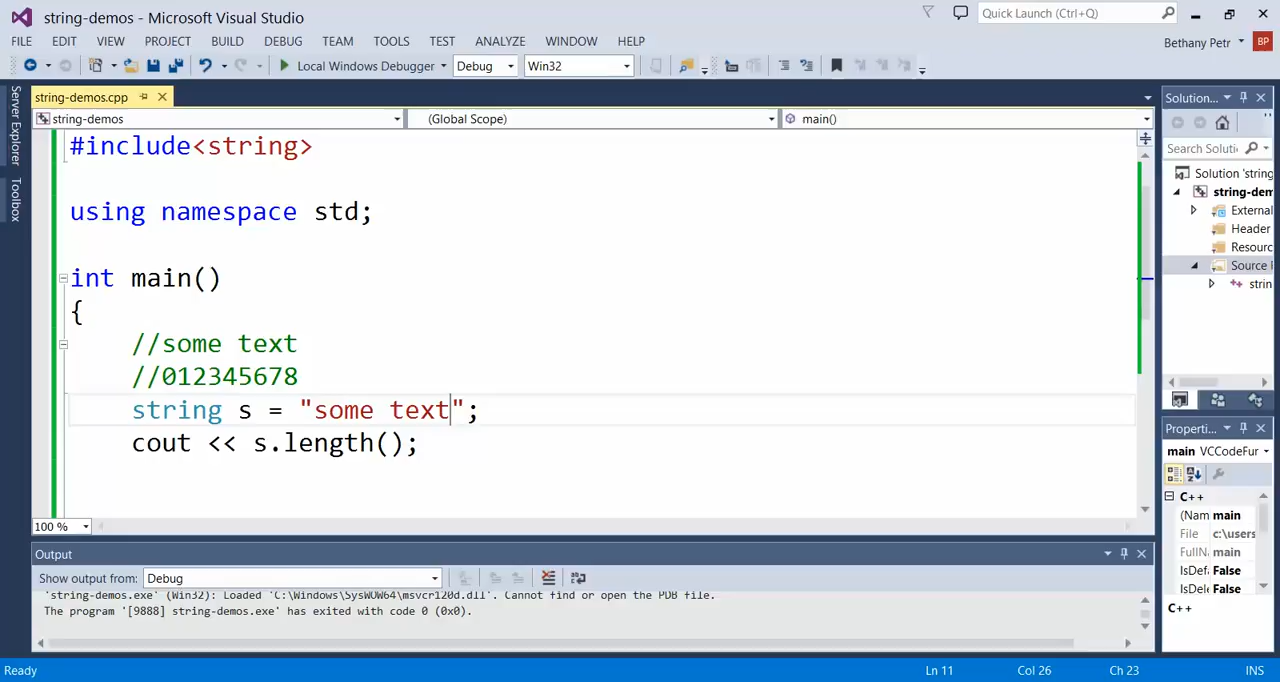 string-demos - Microsoft Visual Studio
Quick Launch (Ctrl+Q)
FILE EDIT VIEW PROJECT BUILD DEBUG TEAM TOOLS TEST ANALYZE WINDOW HELP
Bethany Petr BP
Local Windows Debugger Debug Win32
Server Explorer
Toolbox
string-demos.cpp
string-demos (Global Scope) main()
#include<string>
using namespace std;
int main()
{
//some text
//012345678
string s = "some text";
cout << s.length();
100 %
Output
Show output from: Debug
'string-demos.exe' (Win32): Loaded 'C:\Windows\SysWOW64\msvcr120d.dll'. Cannot find or open the PDB file.
The program '[9888] string-demos.exe' has exited with code 0 (0x0).
Solution...
Search Soluti
Solution 'string
string-dem
External
Header
Resourc
Source F
strin
Properti...
main VCCodeFur
C++
(Nam main
File c:\users
FullNa main
IsDef False
IsDele False
C++
Ready Ln 11 Col 26 Ch 23 INS